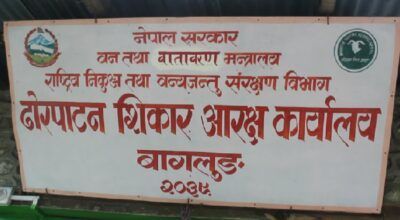 नेपाल सरकार
वन तथा वातावरण मन्त्रालय
राष्ट्रिय निकुञ्ज तथा वन्यजन्तु संरक्षण विभाग
ढोरपाटन शिकार आरक्ष कार्यालय
बागलुङ
२०३५